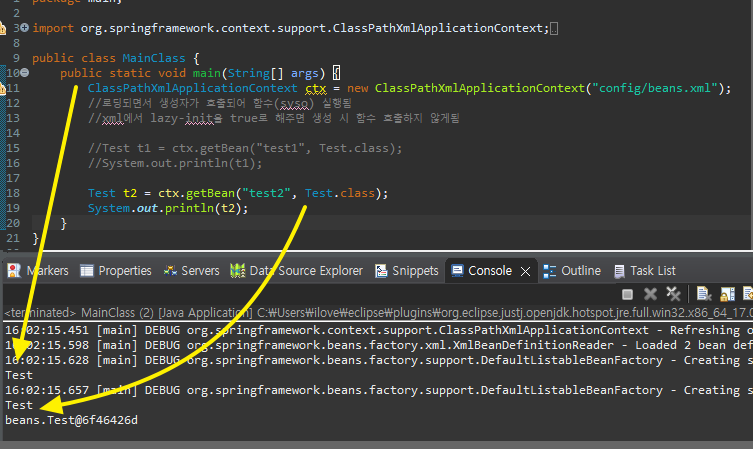 1 package main;
2
3 import org.springframework.context.support.ClassPathXmlApplicationContext;
8
9 public class MainClass {
10 public static void main(String[] args) {
11 ClassPathXmlApplicationContext ctx = new ClassPathXmlApplicationContext("config/beans.xml");
12 //로딩되면서 생성자가 호출되어 함수(syso) 실행됨
13 //xml에서 lazy-init을 true로 해주면 생성 시 함수 호출하지 않게됨
14
15 //Test t1 = ctx.getBean("test1", Test.class);
16 //System.out.println(t1);
17
18 Test t2 = ctx.getBean("test2", Test.class);
19 System.out.println(t2);
20 }
21 }
Markers Properties Servers Data Source Explorer Snippets Console Outline Task List
<terminated> MainClass (2) [Java Application] C:₩Users₩ilove₩eclipse₩plugins₩org.eclipse.justj.openjdk.hotspot.jre.full.win32.x86_64_17.0
16:02:15.451 [main] DEBUG org.springframework.context.support.ClassPathXmlApplicationContext - Refreshing o
16:02:15.598 [main] DEBUG org.springframework.beans.factory.xml.XmlBeanDefinitionReader - Loaded 2 bean def
16:02:15.628 [main] DEBUG org.springframework.beans.factory.support.DefaultListableBeanFactory - Creating s
Test
16:02:15.657 [main] DEBUG org.springframework.beans.factory.support.DefaultListableBeanFactory - Creating s
Test
beans.Test@6f46426d